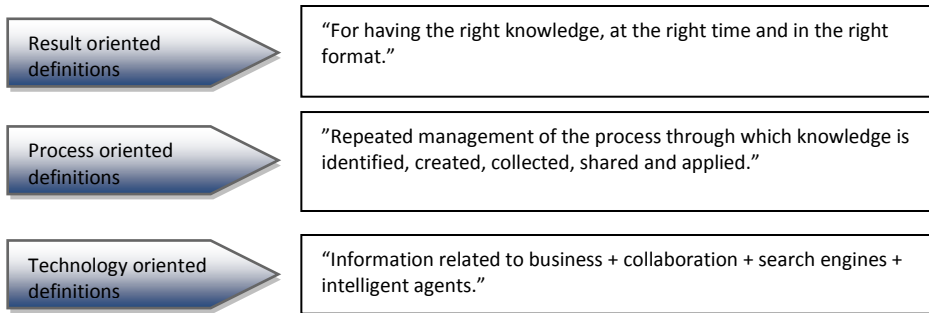 Result oriented
definitions
“For having the right knowledge, at the right time and in the right
format.”
Process oriented
definitions
”Repeated management of the process through which knowledge is
identified, created, collected, shared and applied.”
Technology oriented
definitions
“Information related to business + collaboration + search engines +
intelligent agents.”